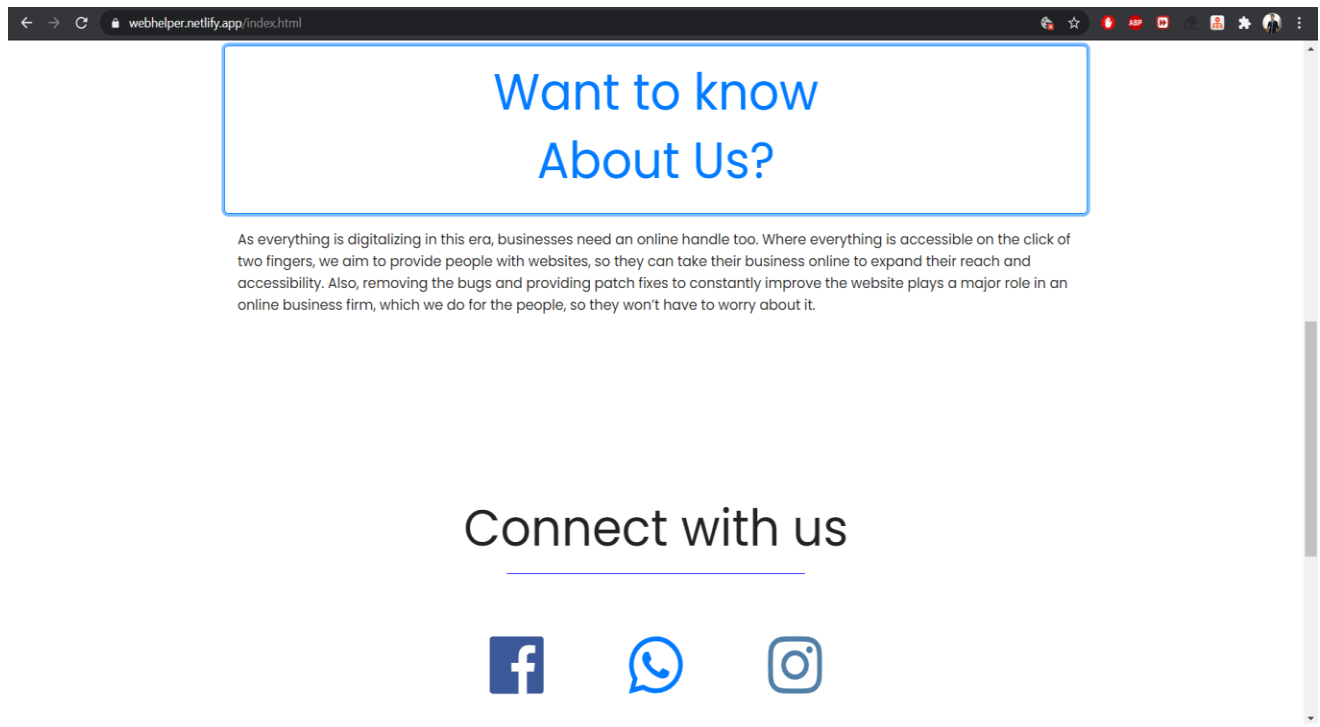 webhelper.netlify.app/index.html
ABP
Want to know
About Us?
As everything is digitalizing in this era, businesses need an online handle too. Where everything is accessible on the click of
two fingers, we aim to provide people with websites, so they can take their business online to expand their reach and
accessibility. Also, removing the bugs and providing patch fixes to constantly improve the website plays a major role in an
online business firm, which we do for the people, so they won’t have to worry about it.
Connect with us